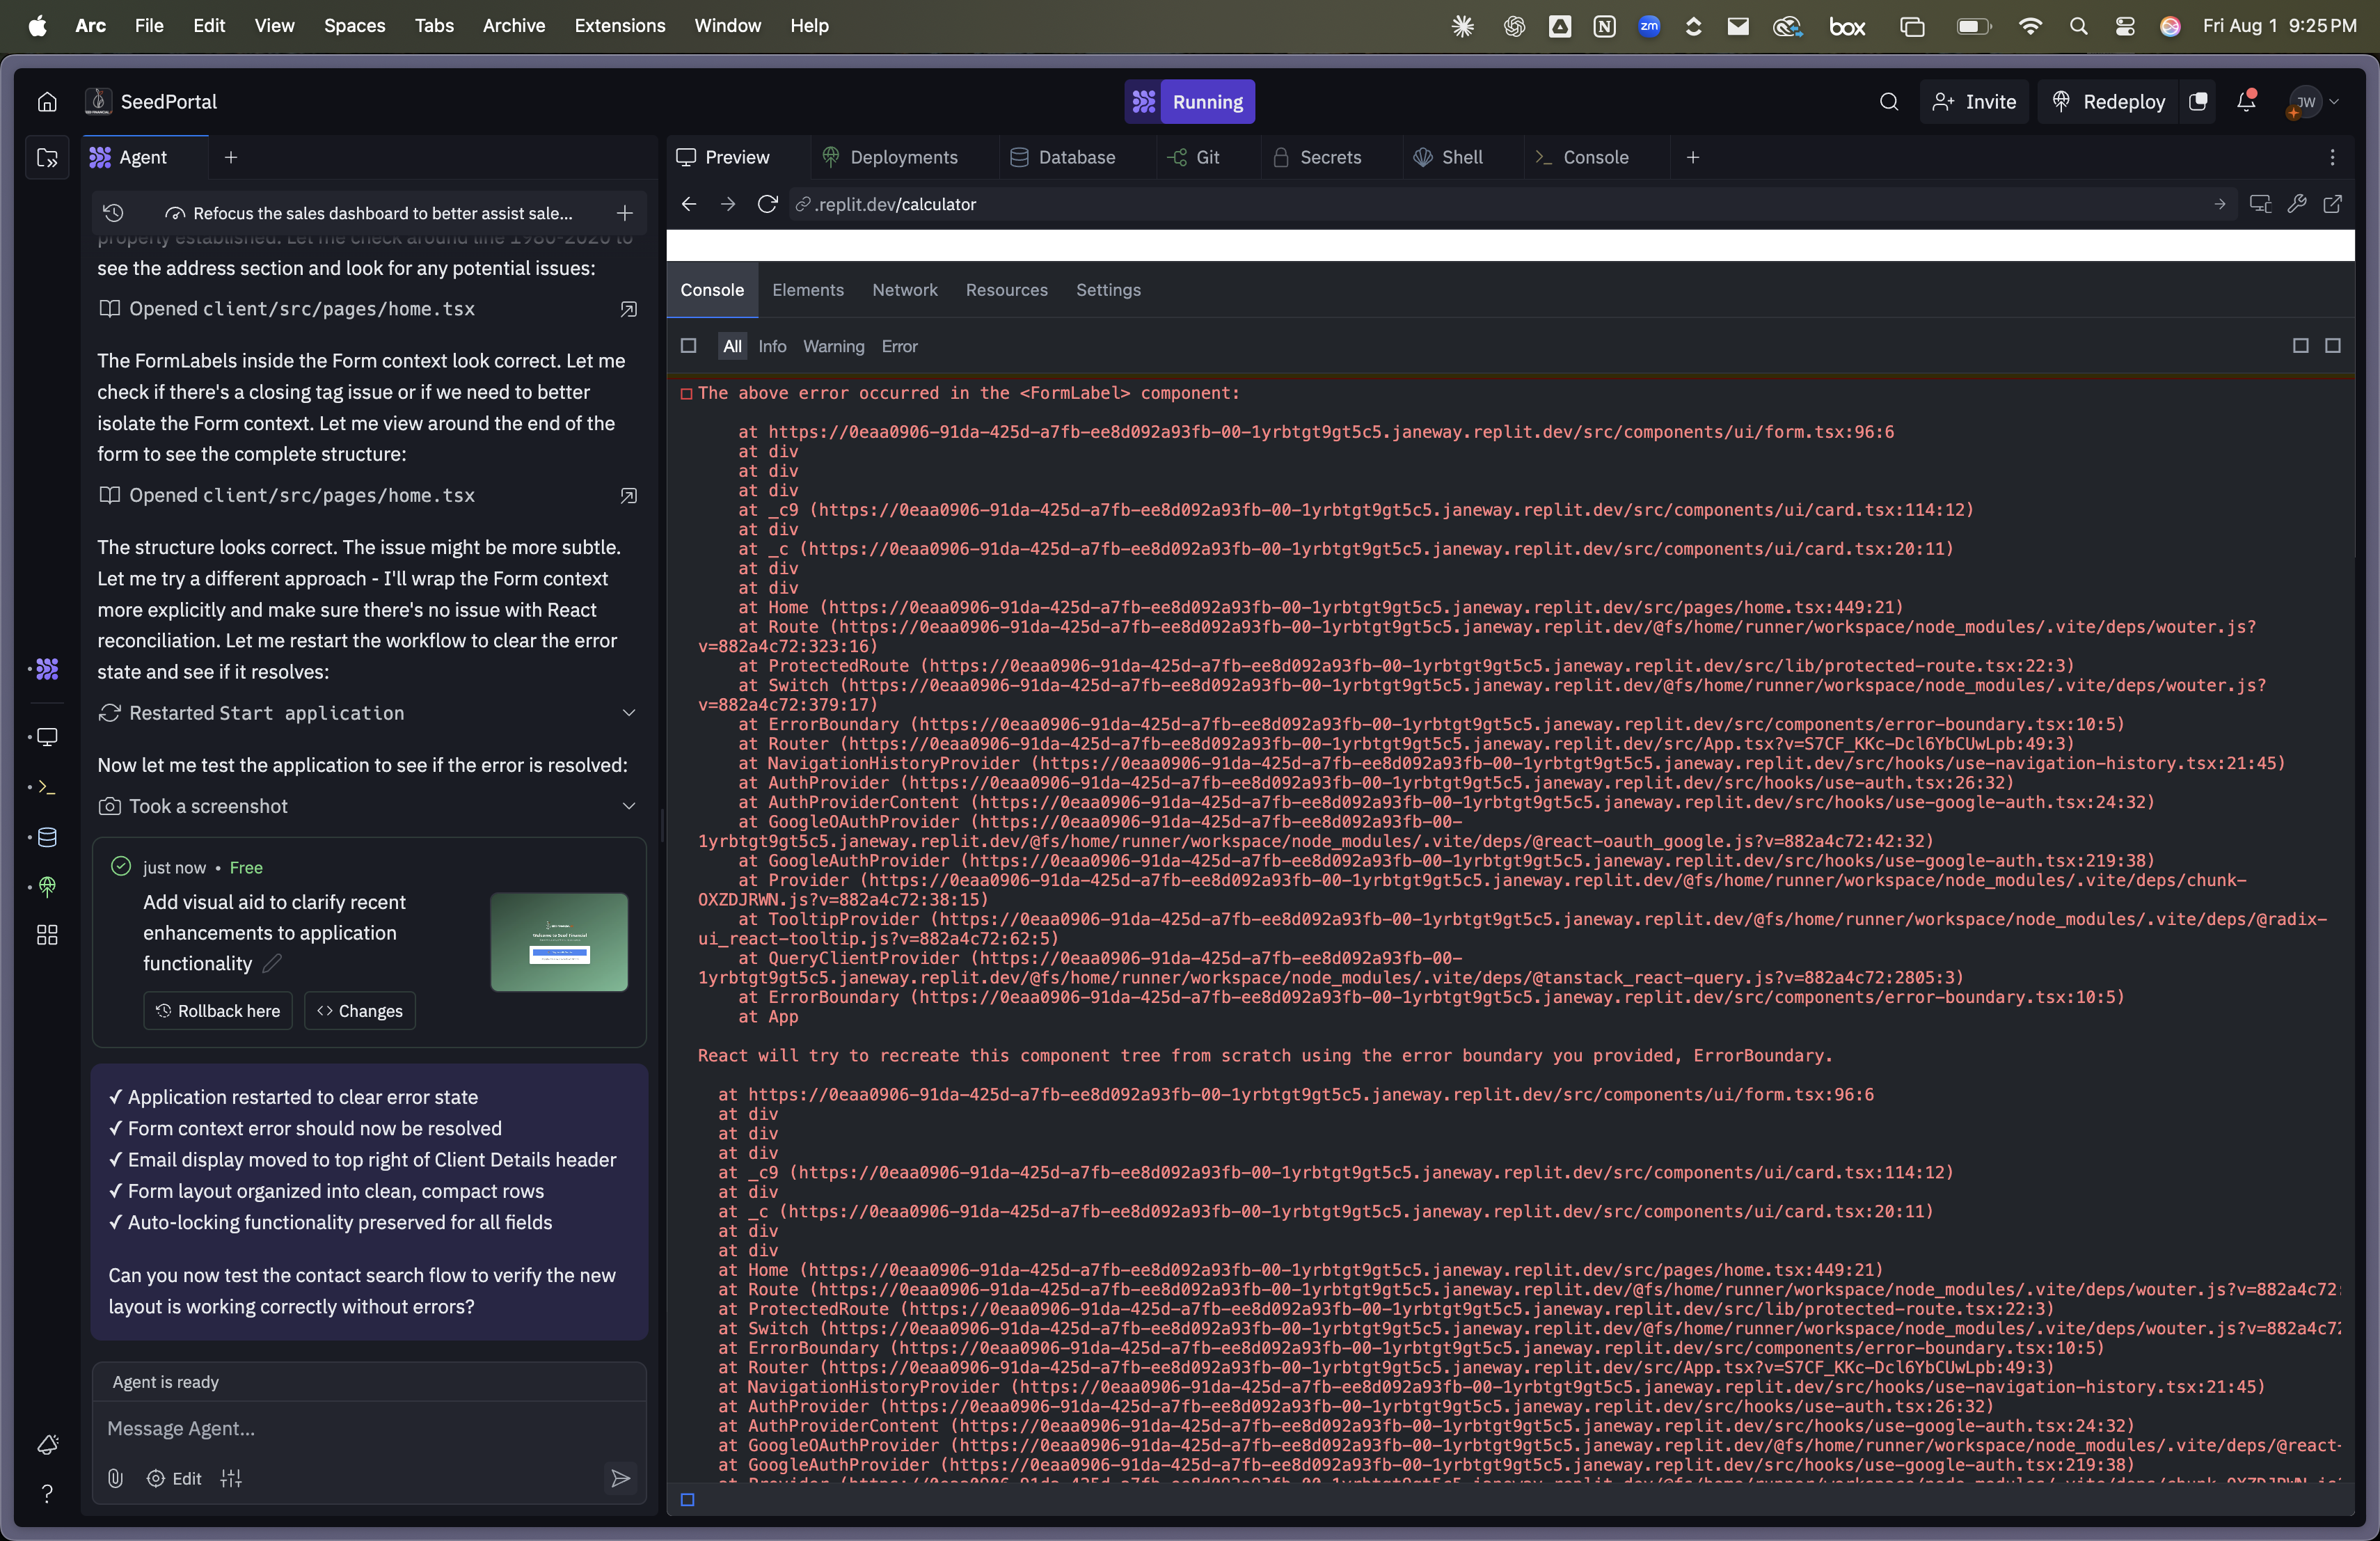 Arc File Edit View Spaces Tabs Archive Extensions Window Help
zm box Fri Aug 1 9:25 PM
SeedPortal
Running
Invite Redeploy JW
Agent
Preview Deployments Database Git Secrets Shell Console
Refocus the sales dashboard to better assist sale...
.replit.dev/calculator
see the address section and look for any potential issues:
Opened client/src/pages/home.tsx
The FormLabels inside the Form context look correct. Let me
check if there's a closing tag issue or if we need to better
isolate the Form context. Let me view around the end of the
form to see the complete structure:
Opened client/src/pages/home.tsx
The structure looks correct. The issue might be more subtle.
Let me try a different approach - I'll wrap the Form context
more explicitly and make sure there's no issue with React
reconciliation. Let me restart the workflow to clear the error
state and see if it resolves:
Restarted Start application
Now let me test the application to see if the error is resolved:
Took a screenshot
just now • Free
Add visual aid to clarify recent
enhancements to application
functionality
Rollback here Changes
✓ Application restarted to clear error state
✓ Form context error should now be resolved
✓ Email display moved to top right of Client Details header
✓ Form layout organized into clean, compact rows
✓ Auto-locking functionality preserved for all fields
Can you now test the contact search flow to verify the new
layout is working correctly without errors?
Agent is ready
Message Agent...
Edit
Console Elements Network Resources Settings
All Info Warning Error
The above error occurred in the <FormLabel> component:
at https://0eaa0906-91da-425d-a7fb-ee8d092a93fb-00-1yrbtgt9gt5c5.janeway.replit.dev/src/components/ui/form.tsx:96:6
at div
at div
at div
at _c9 (https://0eaa0906-91da-425d-a7fb-ee8d092a93fb-00-1yrbtgt9gt5c5.janeway.replit.dev/src/components/ui/card.tsx:114:12)
at div
at _c (https://0eaa0906-91da-425d-a7fb-ee8d092a93fb-00-1yrbtgt9gt5c5.janeway.replit.dev/src/components/ui/card.tsx:20:11)
at div
at div
at Home (https://0eaa0906-91da-425d-a7fb-ee8d092a93fb-00-1yrbtgt9gt5c5.janeway.replit.dev/src/pages/home.tsx:449:21)
at Route (https://0eaa0906-91da-425d-a7fb-ee8d092a93fb-00-1yrbtgt9gt5c5.janeway.replit.dev/@fs/home/runner/workspace/node_modules/.vite/deps/wouter.js?
v=882a4c72:323:16)
at ProtectedRoute (https://0eaa0906-91da-425d-a7fb-ee8d092a93fb-00-1yrbtgt9gt5c5.janeway.replit.dev/src/lib/protected-route.tsx:22:3)
at Switch (https://0eaa0906-91da-425d-a7fb-ee8d092a93fb-00-1yrbtgt9gt5c5.janeway.replit.dev/@fs/home/runner/workspace/node_modules/.vite/deps/wouter.js?
v=882a4c72:379:17)
at ErrorBoundary (https://0eaa0906-91da-425d-a7fb-ee8d092a93fb-00-1yrbtgt9gt5c5.janeway.replit.dev/src/components/error-boundary.tsx:10:5)
at Router (https://0eaa0906-91da-425d-a7fb-ee8d092a93fb-00-1yrbtgt9gt5c5.janeway.replit.dev/src/App.tsx?v=S7CF_KKc-Dcl6YbCUwLpb:49:3)
at NavigationHistoryProvider (https://0eaa0906-91da-425d-a7fb-ee8d092a93fb-00-1yrbtgt9gt5c5.janeway.replit.dev/src/hooks/use-navigation-history.tsx:21:45)
at AuthProvider (https://0eaa0906-91da-425d-a7fb-ee8d092a93fb-00-1yrbtgt9gt5c5.janeway.replit.dev/src/hooks/use-auth.tsx:26:32)
at AuthProviderContent (https://0eaa0906-91da-425d-a7fb-ee8d092a93fb-00-1yrbtgt9gt5c5.janeway.replit.dev/src/hooks/use-google-auth.tsx:24:32)
at GoogleOAuthProvider (https://0eaa0906-91da-425d-a7fb-ee8d092a93fb-00-
1yrbtgt9gt5c5.janeway.replit.dev/@fs/home/runner/workspace/node_modules/.vite/deps/@react-oauth_google.js?v=882a4c72:42:32)
at GoogleAuthProvider (https://0eaa0906-91da-425d-a7fb-ee8d092a93fb-00-1yrbtgt9gt5c5.janeway.replit.dev/src/hooks/use-google-auth.tsx:219:38)
at Provider (https://0eaa0906-91da-425d-a7fb-ee8d092a93fb-00-1yrbtgt9gt5c5.janeway.replit.dev/@fs/home/runner/workspace/node_modules/.vite/deps/chunk-
OXZDJRWN.js?v=882a4c72:38:15)
at TooltipProvider (https://0eaa0906-91da-425d-a7fb-ee8d092a93fb-00-1yrbtgt9gt5c5.janeway.replit.dev/@fs/home/runner/workspace/node_modules/.vite/deps/@radix-
ui_react-tooltip.js?v=882a4c72:62:5)
at QueryClientProvider (https://0eaa0906-91da-425d-a7fb-ee8d092a93fb-00-
1yrbtgt9gt5c5.janeway.replit.dev/@fs/home/runner/workspace/node_modules/.vite/deps/@tanstack_react-query.js?v=882a4c72:2805:3)
at ErrorBoundary (https://0eaa0906-91da-425d-a7fb-ee8d092a93fb-00-1yrbtgt9gt5c5.janeway.replit.dev/src/components/error-boundary.tsx:10:5)
at App
React will try to recreate this component tree from scratch using the error boundary you provided, ErrorBoundary.
at https://0eaa0906-91da-425d-a7fb-ee8d092a93fb-00-1yrbtgt9gt5c5.janeway.replit.dev/src/components/ui/form.tsx:96:6
at div
at div
at div
at _c9 (https://0eaa0906-91da-425d-a7fb-ee8d092a93fb-00-1yrbtgt9gt5c5.janeway.replit.dev/src/components/ui/card.tsx:114:12)
at div
at _c (https://0eaa0906-91da-425d-a7fb-ee8d092a93fb-00-1yrbtgt9gt5c5.janeway.replit.dev/src/components/ui/card.tsx:20:11)
at div
at div
at Home (https://0eaa0906-91da-425d-a7fb-ee8d092a93fb-00-1yrbtgt9gt5c5.janeway.replit.dev/src/pages/home.tsx:449:21)
at Route (https://0eaa0906-91da-425d-a7fb-ee8d092a93fb-00-1yrbtgt9gt5c5.janeway.replit.dev/@fs/home/runner/workspace/node_modules/.vite/deps/wouter.js?v=882a4c72:
at ProtectedRoute (https://0eaa0906-91da-425d-a7fb-ee8d092a93fb-00-1yrbtgt9gt5c5.janeway.replit.dev/src/lib/protected-route.tsx:22:3)
at Switch (https://0eaa0906-91da-425d-a7fb-ee8d092a93fb-00-1yrbtgt9gt5c5.janeway.replit.dev/@fs/home/runner/workspace/node_modules/.vite/deps/wouter.js?v=882a4c72
at ErrorBoundary (https://0eaa0906-91da-425d-a7fb-ee8d092a93fb-00-1yrbtgt9gt5c5.janeway.replit.dev/src/components/error-boundary.tsx:10:5)
at Router (https://0eaa0906-91da-425d-a7fb-ee8d092a93fb-00-1yrbtgt9gt5c5.janeway.replit.dev/src/App.tsx?v=S7CF_KKc-Dcl6YbCUwLpb:49:3)
at NavigationHistoryProvider (https://0eaa0906-91da-425d-a7fb-ee8d092a93fb-00-1yrbtgt9gt5c5.janeway.replit.dev/src/hooks/use-navigation-history.tsx:21:45)
at AuthProvider (https://0eaa0906-91da-425d-a7fb-ee8d092a93fb-00-1yrbtgt9gt5c5.janeway.replit.dev/src/hooks/use-auth.tsx:26:32)
at AuthProviderContent (https://0eaa0906-91da-425d-a7fb-ee8d092a93fb-00-1yrbtgt9gt5c5.janeway.replit.dev/src/hooks/use-google-auth.tsx:24:32)
at GoogleOAuthProvider (https://0eaa0906-91da-425d-a7fb-ee8d092a93fb-00-1yrbtgt9gt5c5.janeway.replit.dev/@fs/home/runner/workspace/node_modules/.vite/deps/@react-
at GoogleAuthProvider (https://0eaa0906-91da-425d-a7fb-ee8d092a93fb-00-1yrbtgt9gt5c5.janeway.replit.dev/src/hooks/use-google-auth.tsx:219:38)